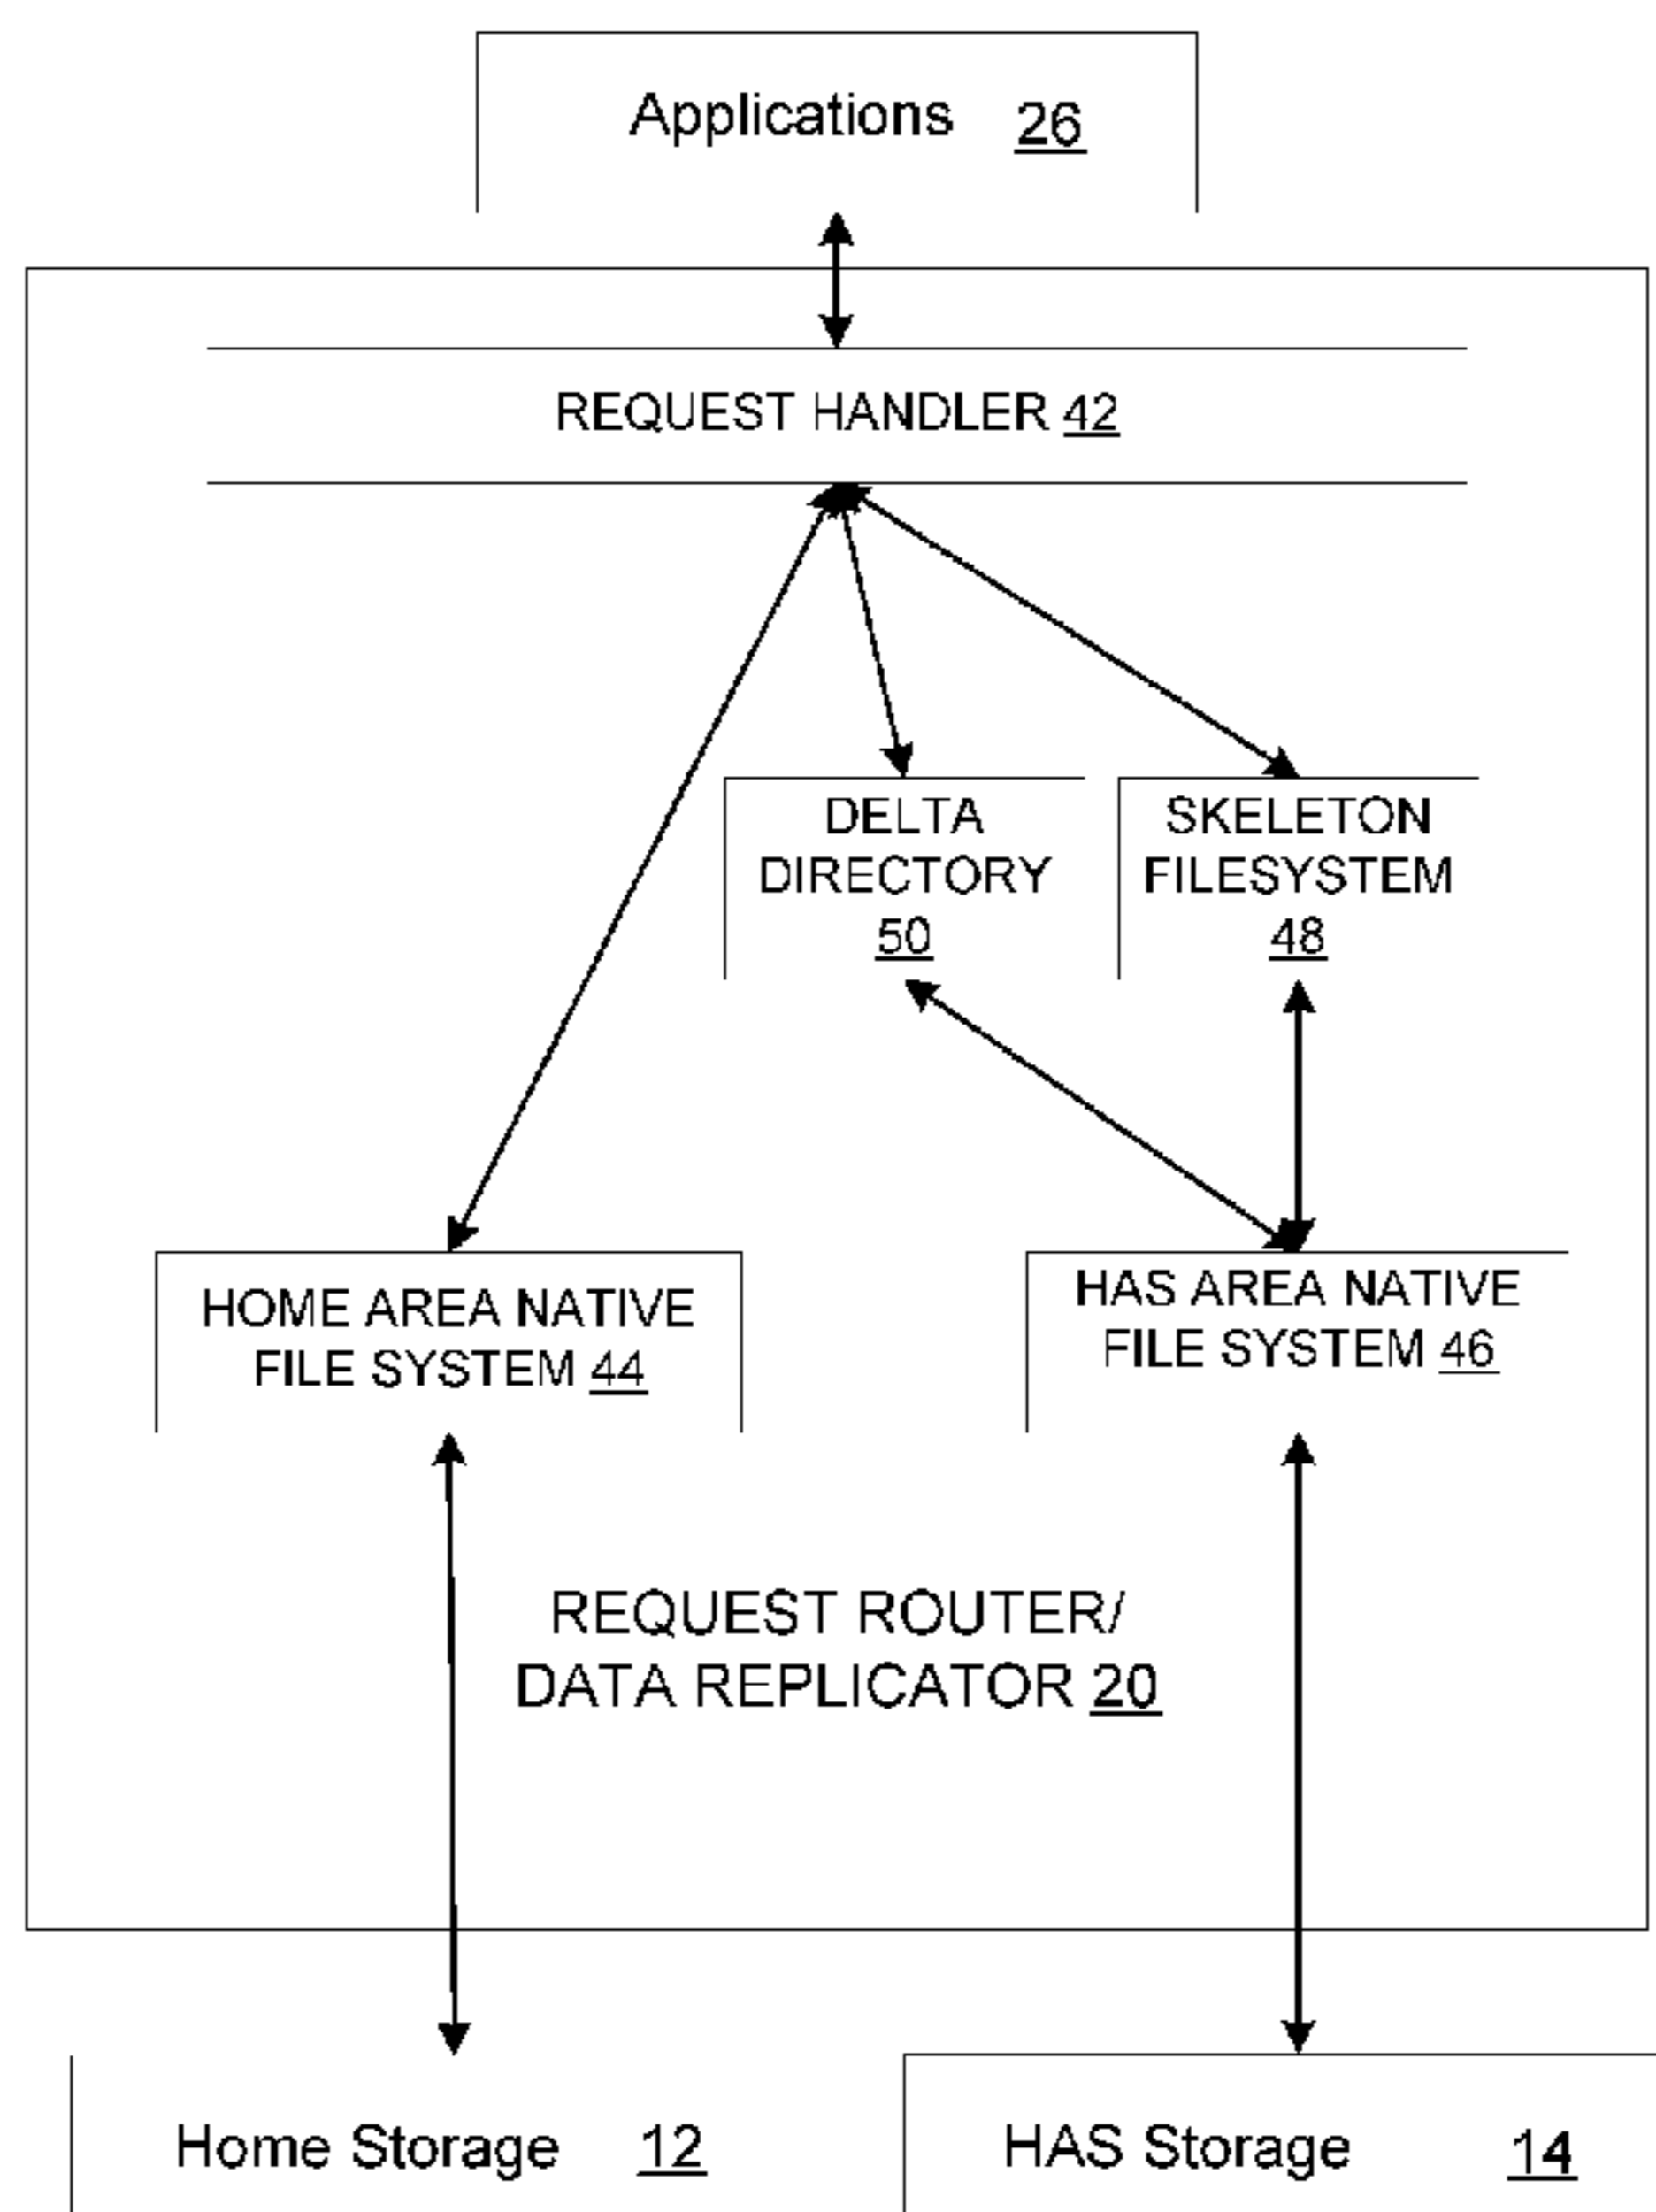 Applications 26
REQUEST HANDLER 42
DELTA
DIRECTORY
50
SKELETON
FILESYSTEM
48
HOME AREA NATIVE
FILE SYSTEM 44
HAS AREA NATIVE
FILE SYSTEM 46
REQUEST ROUTER/
DATA REPLICATOR 20
Home Storage 12
HAS Storage 14